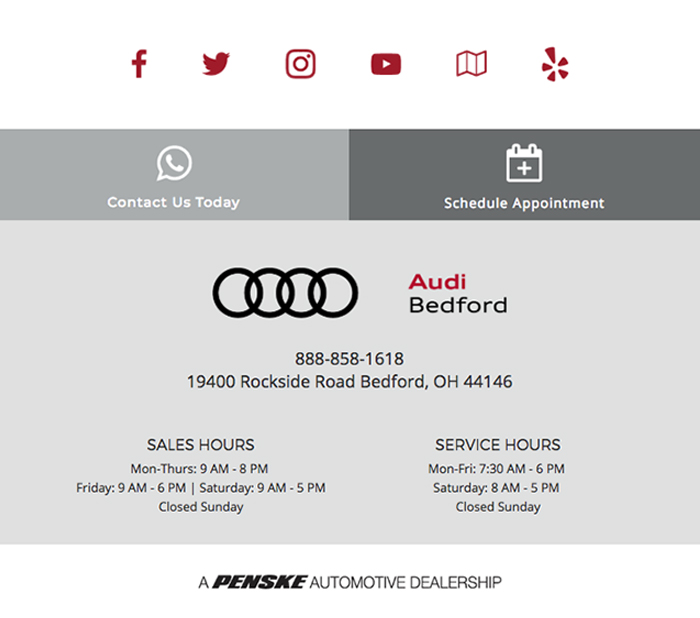 Contact Us Today
Schedule Appointment
Audi
Bedford
888-858-1618
19400 Rockside Road Bedford, OH 44146
SALES HOURS
Mon-Thurs: 9 AM - 8 PM
Friday: 9 AM - 6 PM | Saturday: 9 AM - 5 PM
Closed Sunday
SERVICE HOURS
Mon-Fri: 7:30 AM - 6 PM
Saturday: 8 AM - 5 PM
Closed Sunday
A PENSKE AUTOMOTIVE DEALERSHIP